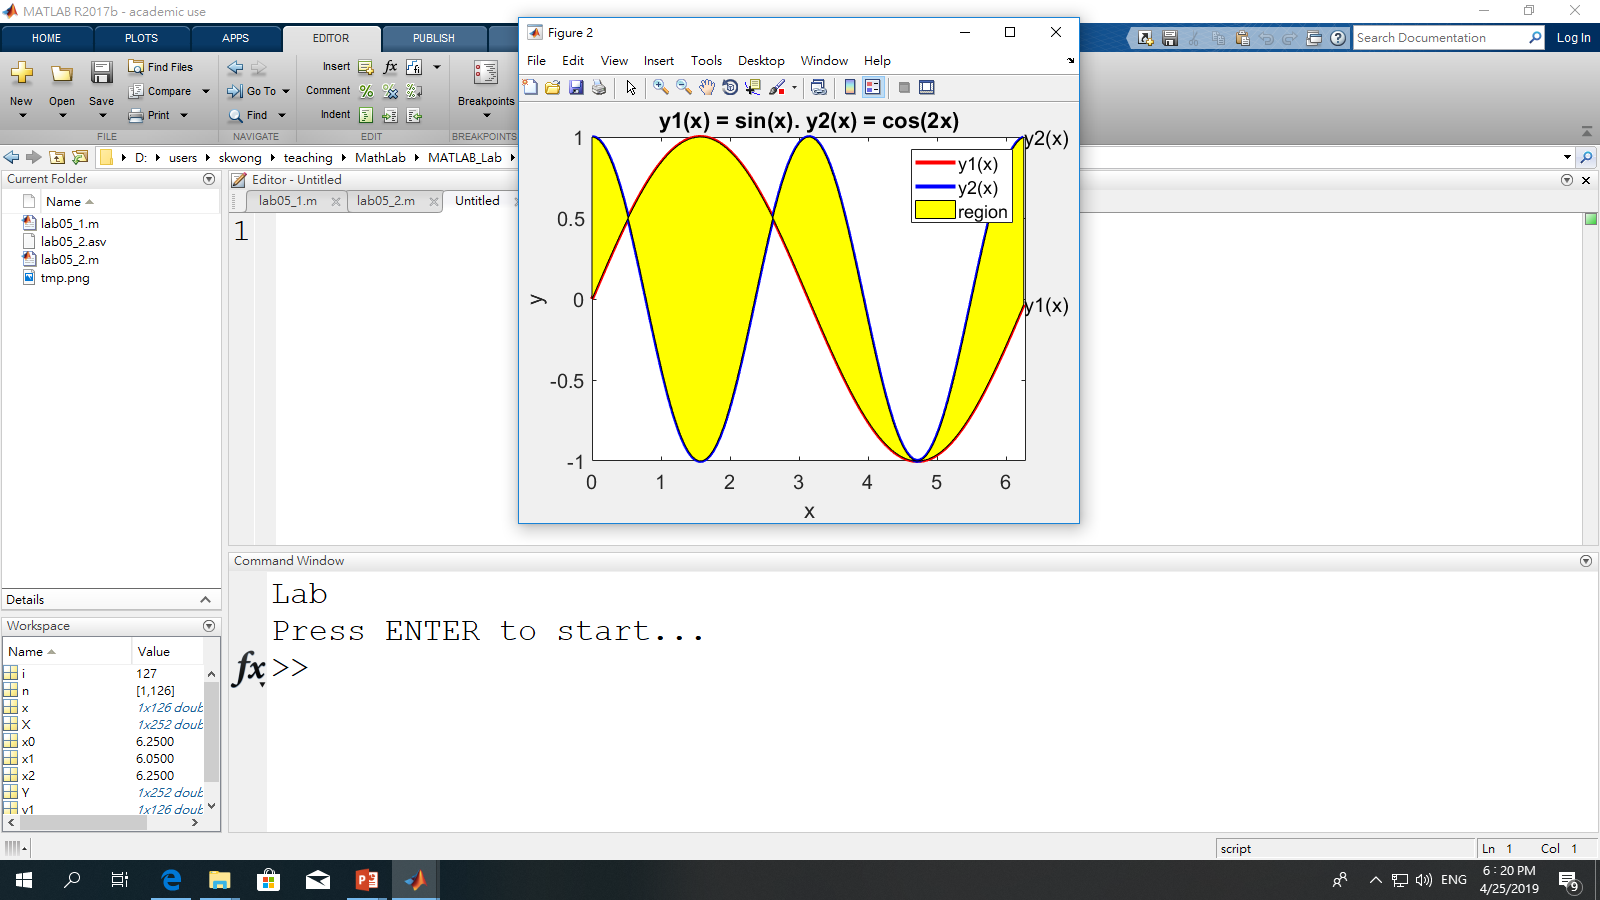 MATLAB R2017b - academic use
HOME PLOTS APPS EDITOR PUBLISH
Search Documentation Log In
New Open Save
Find Files
Compare
Print
Go To
Find
Insert fx
Comment
Indent
Breakpoints
FILE NAVIGATE EDIT BREAKPOINTS
D: users skwong teaching MathLab MATLAB_Lab
Current Folder
Name
lab05_1.m
lab05_2.asv
lab05_2.m
tmp.png
Details
Workspace
Name Value
i 127
n [1,126]
x 1x126 doub
X 1x252 doub
x0 6.2500
x1 6.0500
x2 6.2500
Y 1x252 doub
y1 1x126 doub
Editor - Untitled
lab05_1.m lab05_2.m Untitled
1
Figure 2
File Edit View Insert Tools Desktop Window Help
y1(x) = sin(x). y2(x) = cos(2x)
y2(x)
y1(x)
y1(x)
y2(x)
region
1
0.5
0
-0.5
-1
y
0 1 2 3 4 5 6
x
Command Window
Lab
Press ENTER to start...
fx >>
script Ln 1 Col 1
ENG
6 : 20 PM
4/25/2019
9